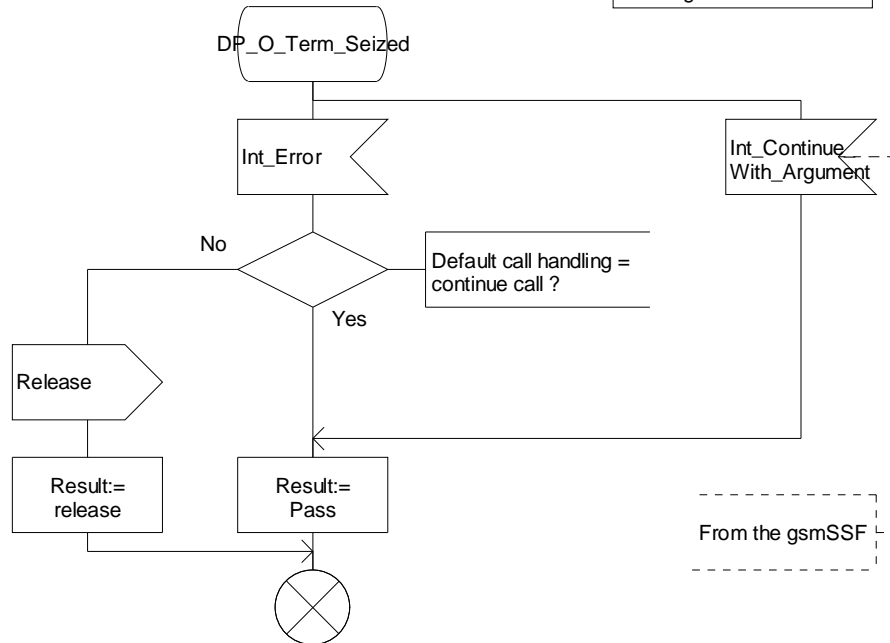 DP_O_Term_Seized
Int_Error
Int_Continue_
With_Argument
No
Default call handling =
continue call ?
Yes
Release
Result:=
release
Result:=
Pass
From the gsmSSF